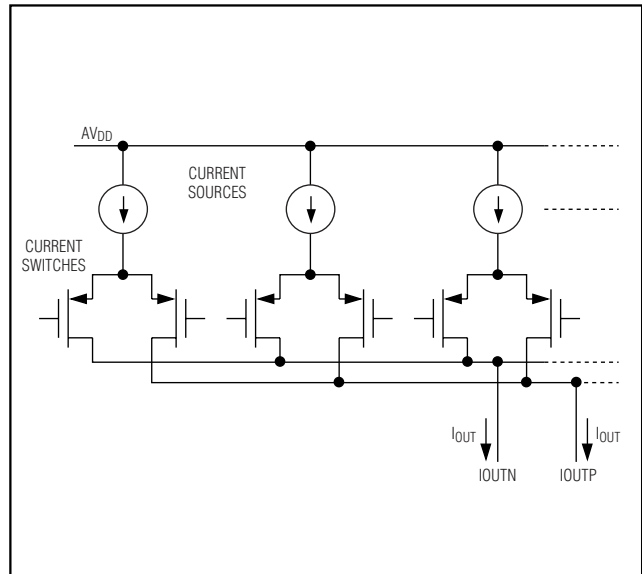 AVDD
CURRENT
SOURCES
CURRENT
SWITCHES
IOUT
IOUT
IOUTN
IOUTP